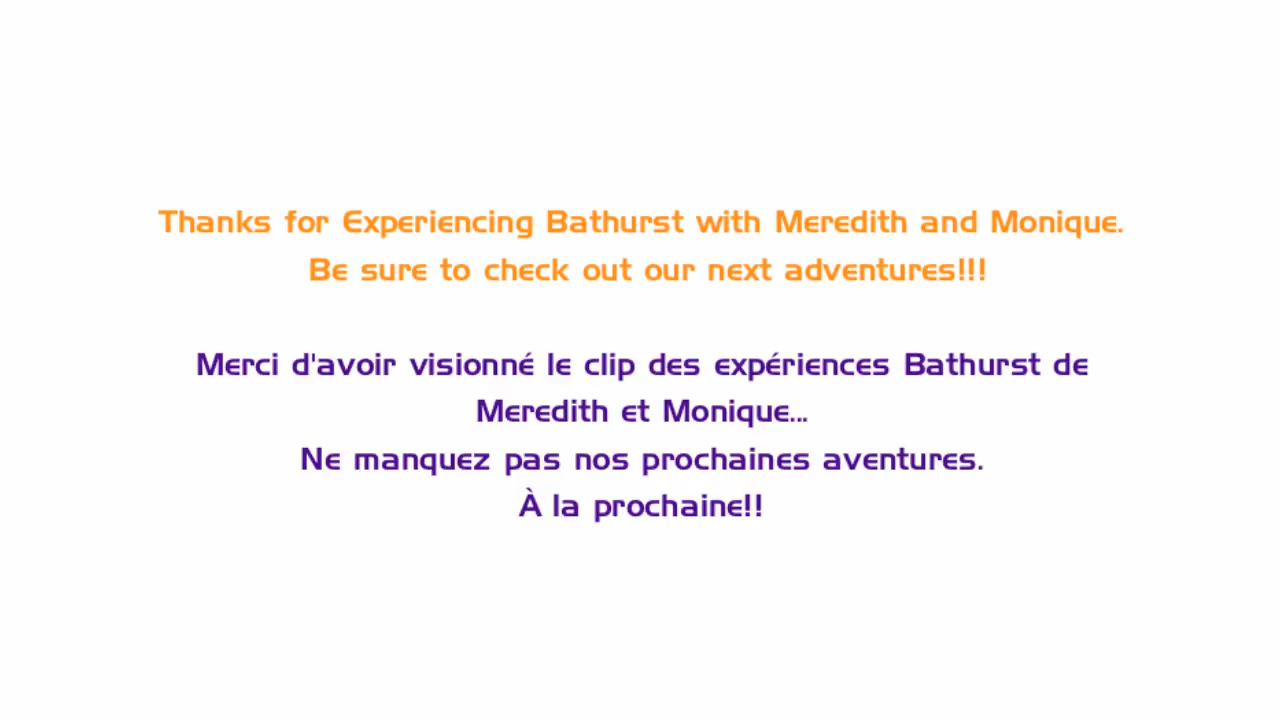 Thanks for Experiencing Bathurst with Meredith and Monique.
Be sure to check out our next adventures!!!
Merci d'avoir visionné le clip des expériences Bathurst de
Meredith et Monique...
Ne manquez pas nos prochaines aventures.
À la prochaine!!